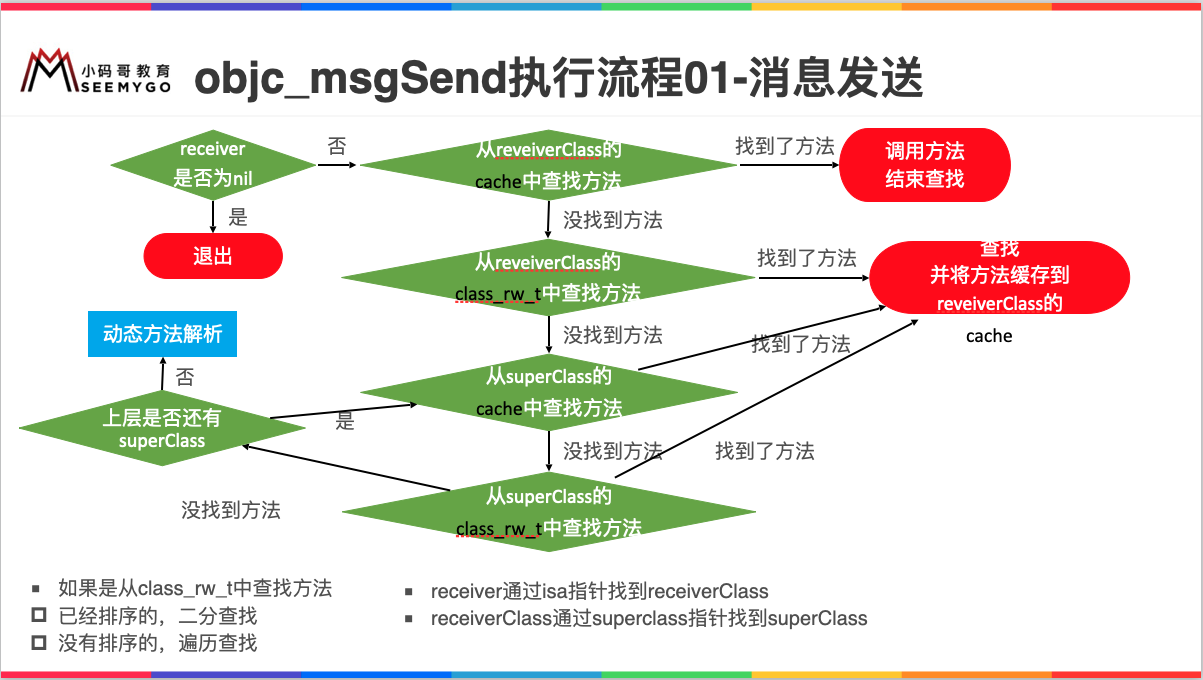 小码哥教育
SEEMYGO
objc_msgSend执行流程01-消息发送
receiver
是否为nil
否
是
退出
从reveiverClass的
cache中查找方法
找到了方法
调用方法
结束查找
没找到方法
从reveiverClass的
class_rw_t中查找方法
找到了方法
查找
并将方法缓存到
reveiverClass的
cache
没找到方法
从superClass的
cache中查找方法
找到了方法
没找到方法
从superClass的
class_rw_t中查找方法
找到了方法
没找到方法
上层是否还有
superClass
是
否
动态方法解析
如果是从class_rw_t中查找方法
已经排序的，二分查找
没有排序的，遍历查找
receiver通过isa指针找到receiverClass
receiverClass通过superclass指针找到superClass